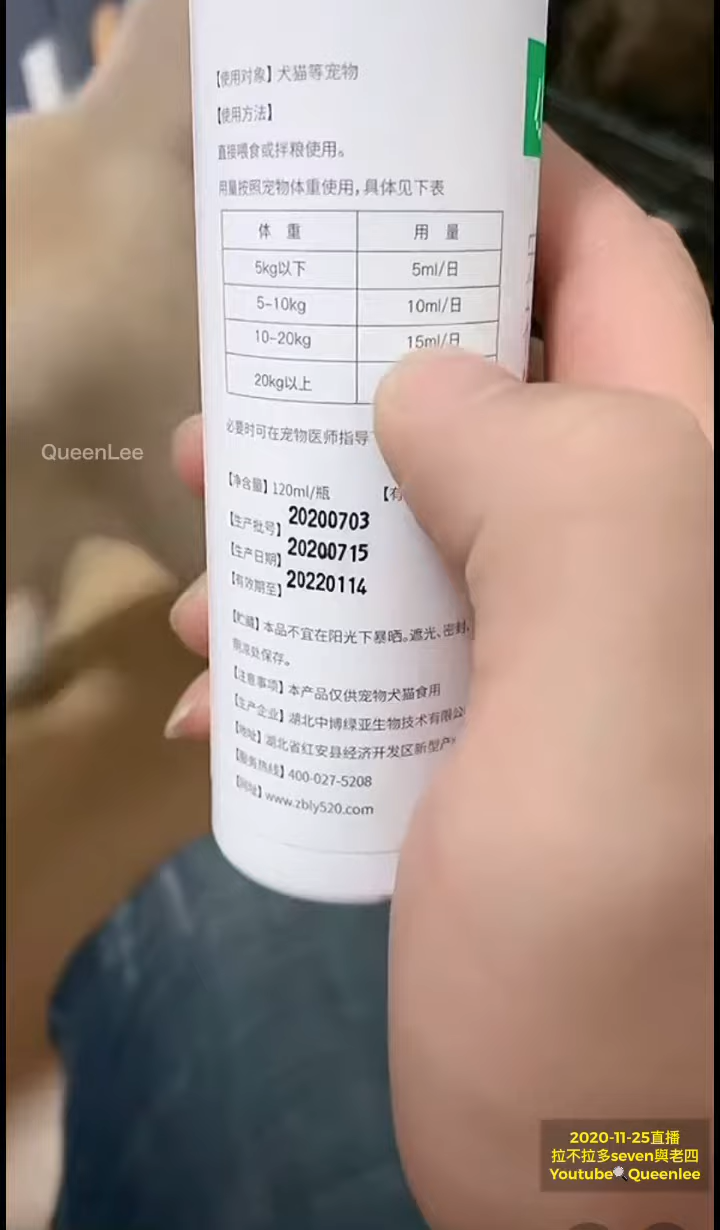 【使用对象】犬猫等宠物
【使用方法】
直接喂食或拌粮使用。
用量按照宠物体重使用，具体见下表
体 重 用 量
5kg以下 5ml/日
5-10kg 10ml/日
10-20kg 15ml/日
20kg以上
必要时可在宠物医师指导
【净含量】120ml/瓶 【有
【生产批号】20200703
【生产日期】20200715
【有效期至】20220114
【贮藏】本品不宜在阳光下暴晒。遮光、密封、
阴凉处保存。
【注意事项】本产品仅供宠物犬猫食用
【生产企业】湖北中博绿亚生物技术有限公
【地址】湖北省红安县经济开发区新型产
【服务热线】400-027-5208
【网址】www.zbly520.com
QueenLee
2020-11-25直播
拉不拉多seven與老四
Youtube Queenlee